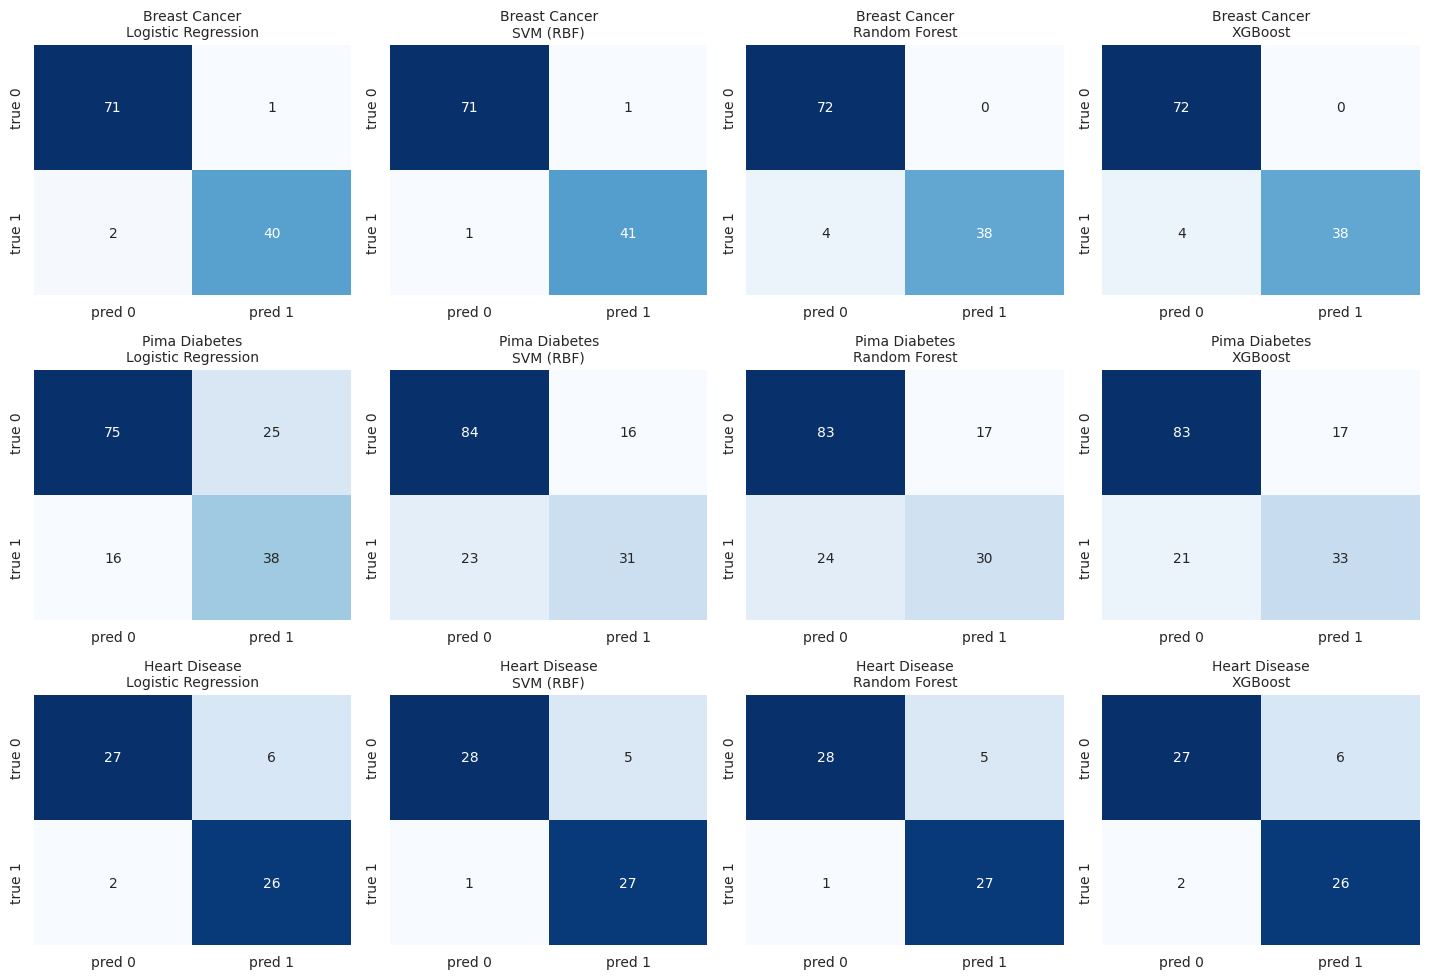 Breast Cancer
Logistic Regression
Breast Cancer
SVM (RBF)
Breast Cancer
Random Forest
Breast Cancer
XGBoost
true 0
71
1
true 1
2
40
pred 0
pred 1
true 0
71
1
true 1
1
41
pred 0
pred 1
true 0
72
0
true 1
4
38
pred 0
pred 1
true 0
72
0
true 1
4
38
pred 0
pred 1
Pima Diabetes
Logistic Regression
Pima Diabetes
SVM (RBF)
Pima Diabetes
Random Forest
Pima Diabetes
XGBoost
true 0
75
25
true 1
16
38
pred 0
pred 1
true 0
84
16
true 1
23
31
pred 0
pred 1
true 0
83
17
true 1
24
30
pred 0
pred 1
true 0
83
17
true 1
21
33
pred 0
pred 1
Heart Disease
Logistic Regression
Heart Disease
SVM (RBF)
Heart Disease
Random Forest
Heart Disease
XGBoost
true 0
27
6
true 1
2
26
pred 0
pred 1
true 0
28
5
true 1
1
27
pred 0
pred 1
true 0
28
5
true 1
1
27
pred 0
pred 1
true 0
27
6
true 1
2
26
pred 0
pred 1